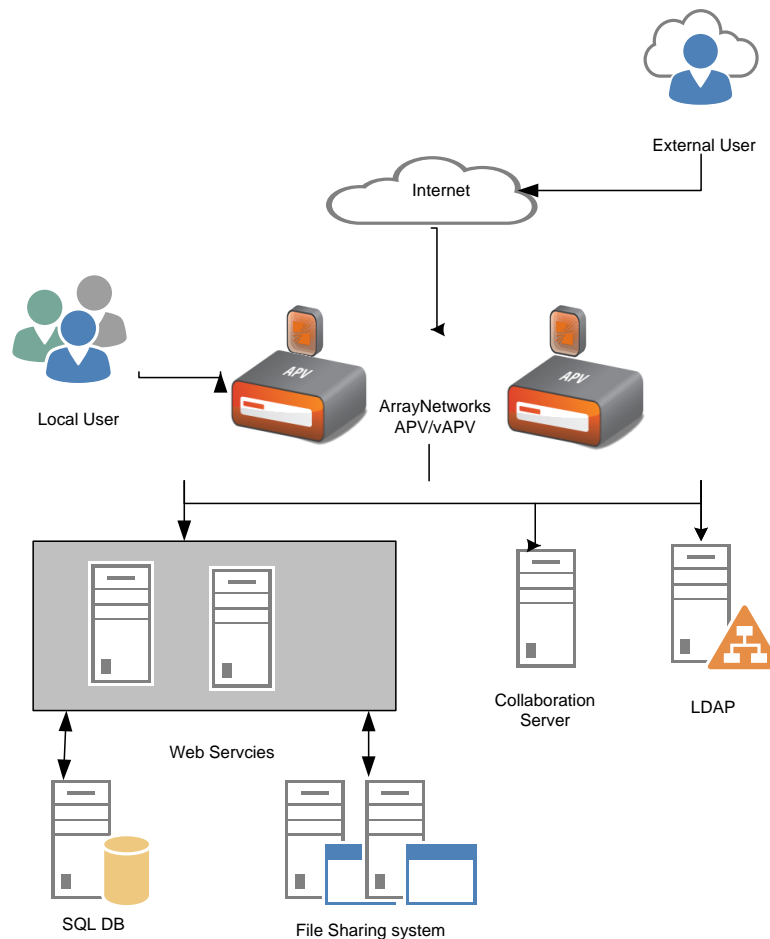 External User
Internet
Local User
APV
APV
ArrayNetworks
APV/vAPV
Collaboration
Server
LDAP
Web Servcies
SQL DB
File Sharing system